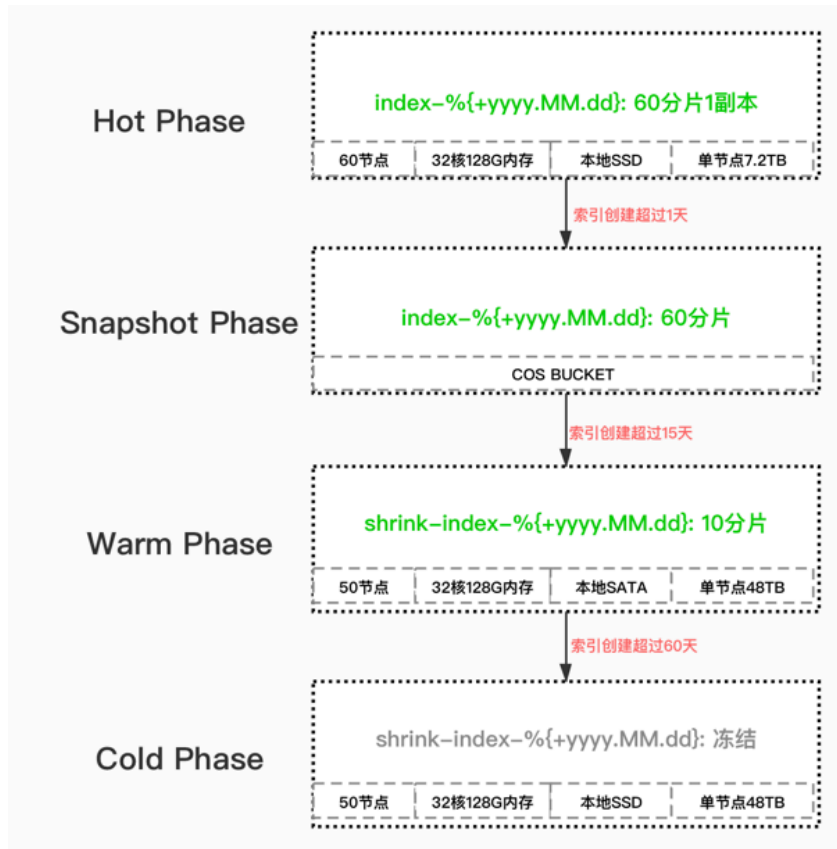 Hot Phase
index-%{+yyyy.MM.dd}: 60分片1副本
60节点 32核128G内存 本地SSD 单节点7.2TB
索引创建超过1天
Snapshot Phase
index-%{+yyyy.MM.dd}: 60分片
COS BUCKET
索引创建超过15天
Warm Phase
shrink-index-%{+yyyy.MM.dd}: 10分片
50节点 32核128G内存 本地SATA 单节点48TB
索引创建超过60天
Cold Phase
shrink-index-%{+yyyy.MM.dd}: 冻结
50节点 32核128G内存 本地SSD 单节点48TB